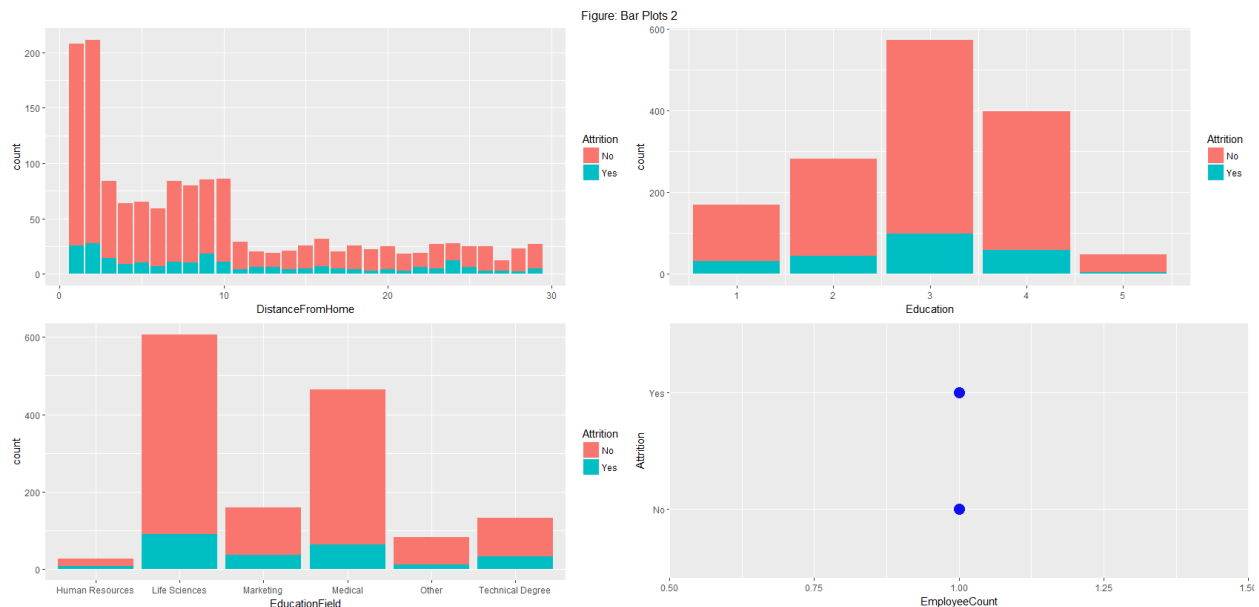 Figure: Bar Plots 2
200
150
100
50
0
count
0
10
20
30
DistanceFromHome
Attrition
No
Yes
600
400
200
0
count
1
2
3
4
5
Education
Attrition
No
Yes
600
400
200
0
count
Human Resources
Life Sciences
Marketing
Medical
Other
Technical Degree
EducationField
Attrition
No
Yes
Yes
No
Attrition
0.50
0.75
1.00
1.25
1.50
EmployeeCount